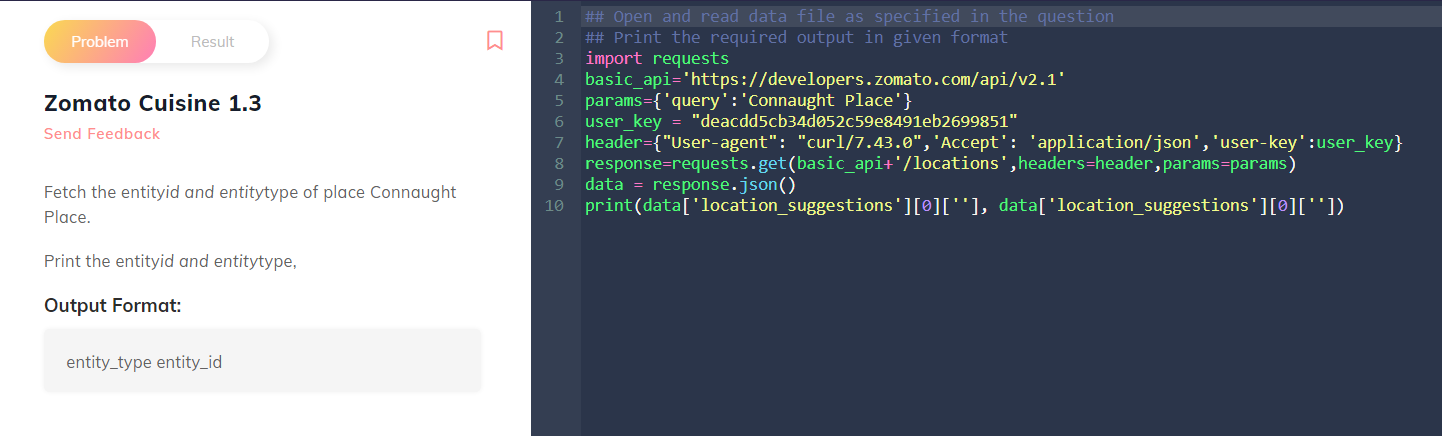 Problem
Result
Zomato Cuisine 1.3
Send Feedback
Fetch the entityid and entitytype of place Connaught
Place.
Print the entityid and entitytype,
Output Format:
entity_type entity_id
1 ## Open and read data file as specified in the question
2 ## Print the required output in given format
3 import requests
4 basic_api='https://developers.zomato.com/api/v2.1'
5 params={'query':'Connaught Place'}
6 user_key = "deacdd5cb34d052c59e8491eb2699851"
7 header={"User-agent": "curl/7.43.0",'Accept': 'application/json','user-key':user_key}
8 response=requests.get(basic_api+'/locations',headers=header,params=params)
9 data = response.json()
10 print(data['location_suggestions'][0][''], data['location_suggestions'][0][''])